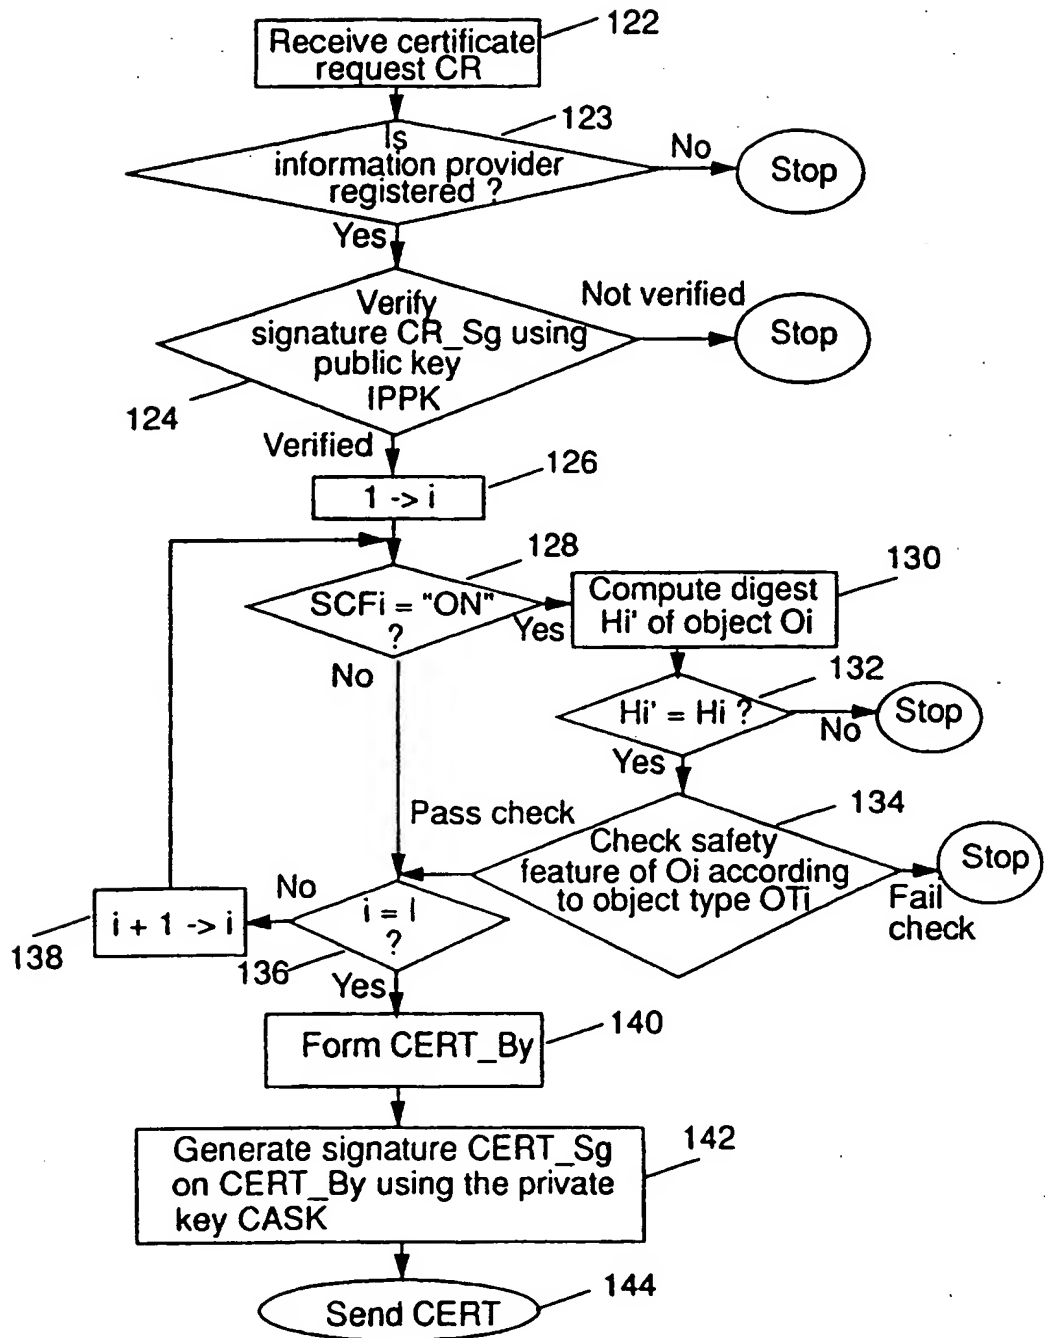 Receive certificate
request CR
122
Is
information provider
registered ?
123
No
Stop
Yes
Verify
signature CR_Sg using
public key
IPPK
124
Not verified
Stop
Verified
1 -> i
126
SCFi = "ON"
?
128
Yes
No
Compute digest
Hi' of object Oi
130
Hi' = Hi ?
132
No
Stop
Yes
Check safety
feature of Oi according
to object type OTi
134
Pass check
Fail
check
Stop
i = I
?
136
No
i + 1 -> i
138
Yes
Form CERT_By
140
Generate signature CERT_Sg
on CERT_By using the private
key CASK
142
Send CERT
144